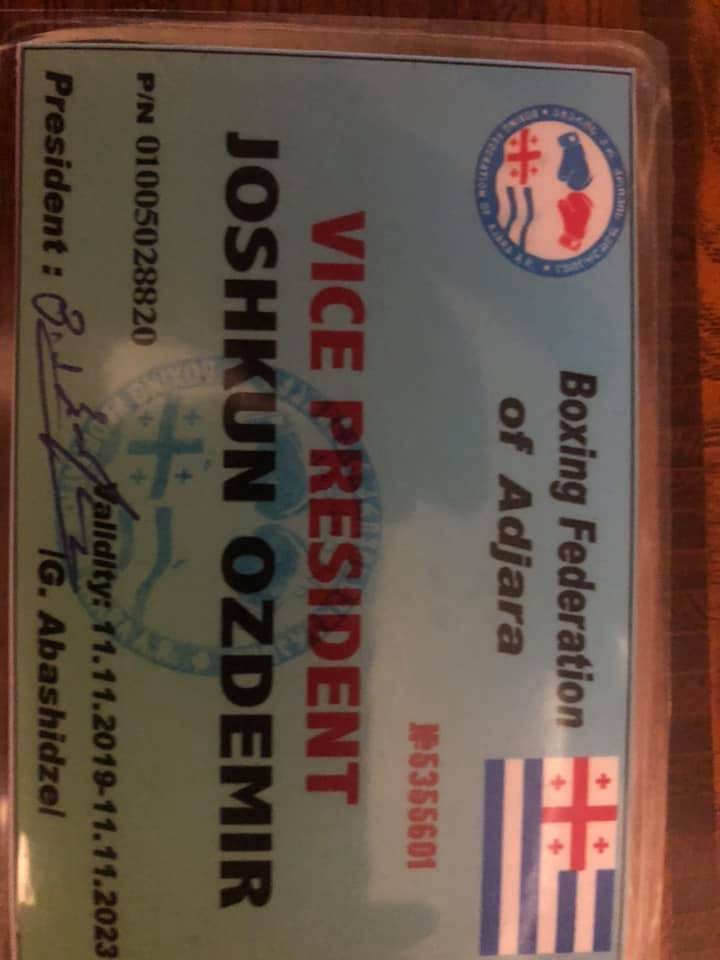 Boxing Federation
of Adjara
№5355601
VICE PRESIDENT
JOSHKUN OZDEMIR
P/N 01005028820
Validity: 11.11.2019-11.11.2023
President : /G. Abashidze/